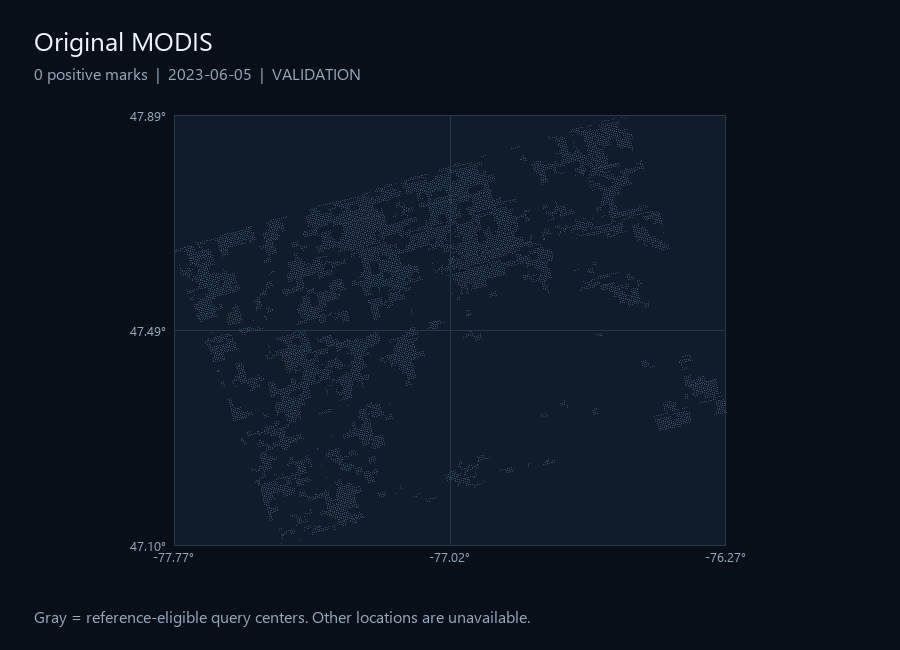 Original MODIS
0 positive marks | 2023-06-05 | VALIDATION
47.89°
47.49°
47.10°
-77.77°
-77.02°
-76.27°
Gray = reference-eligible query centers. Other locations are unavailable.